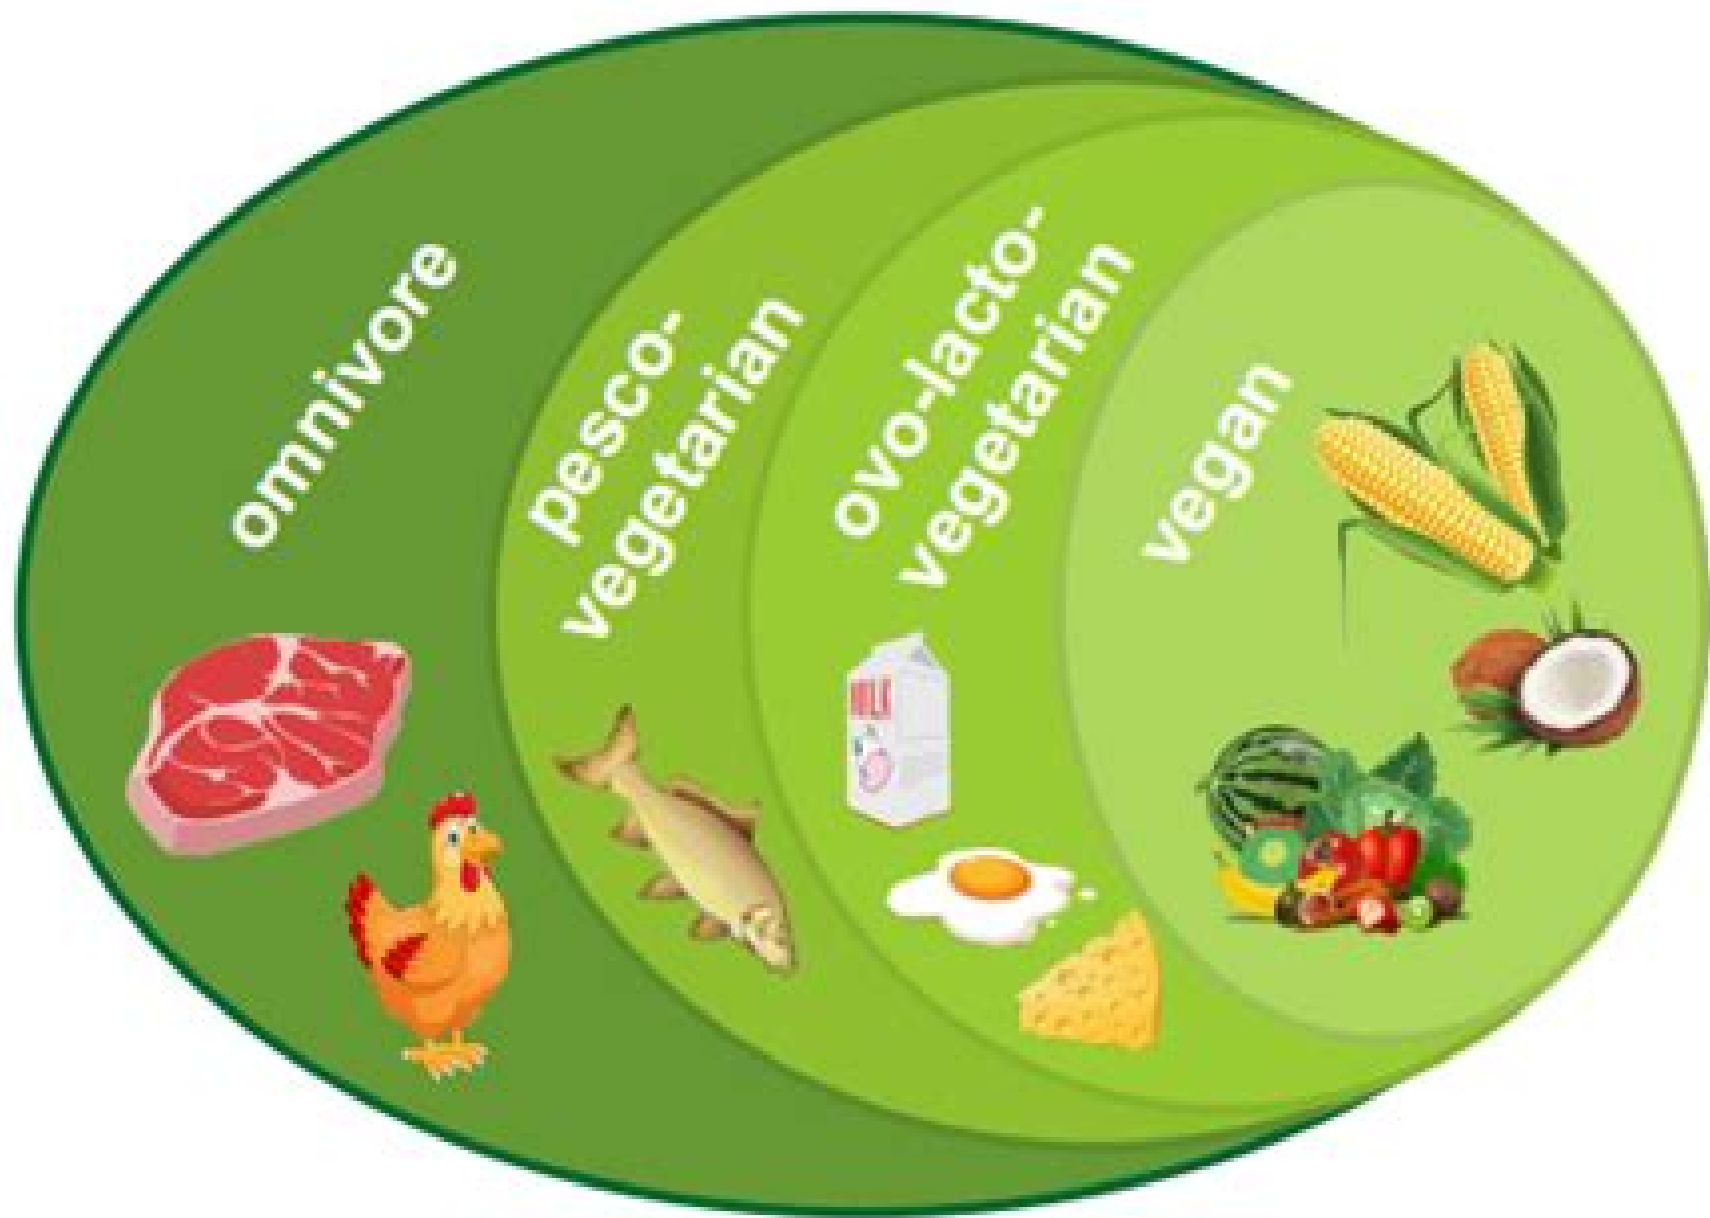 omnivore
pesco-
vegetarian
ovo-lacto-
vegetarian
vegan
MILK